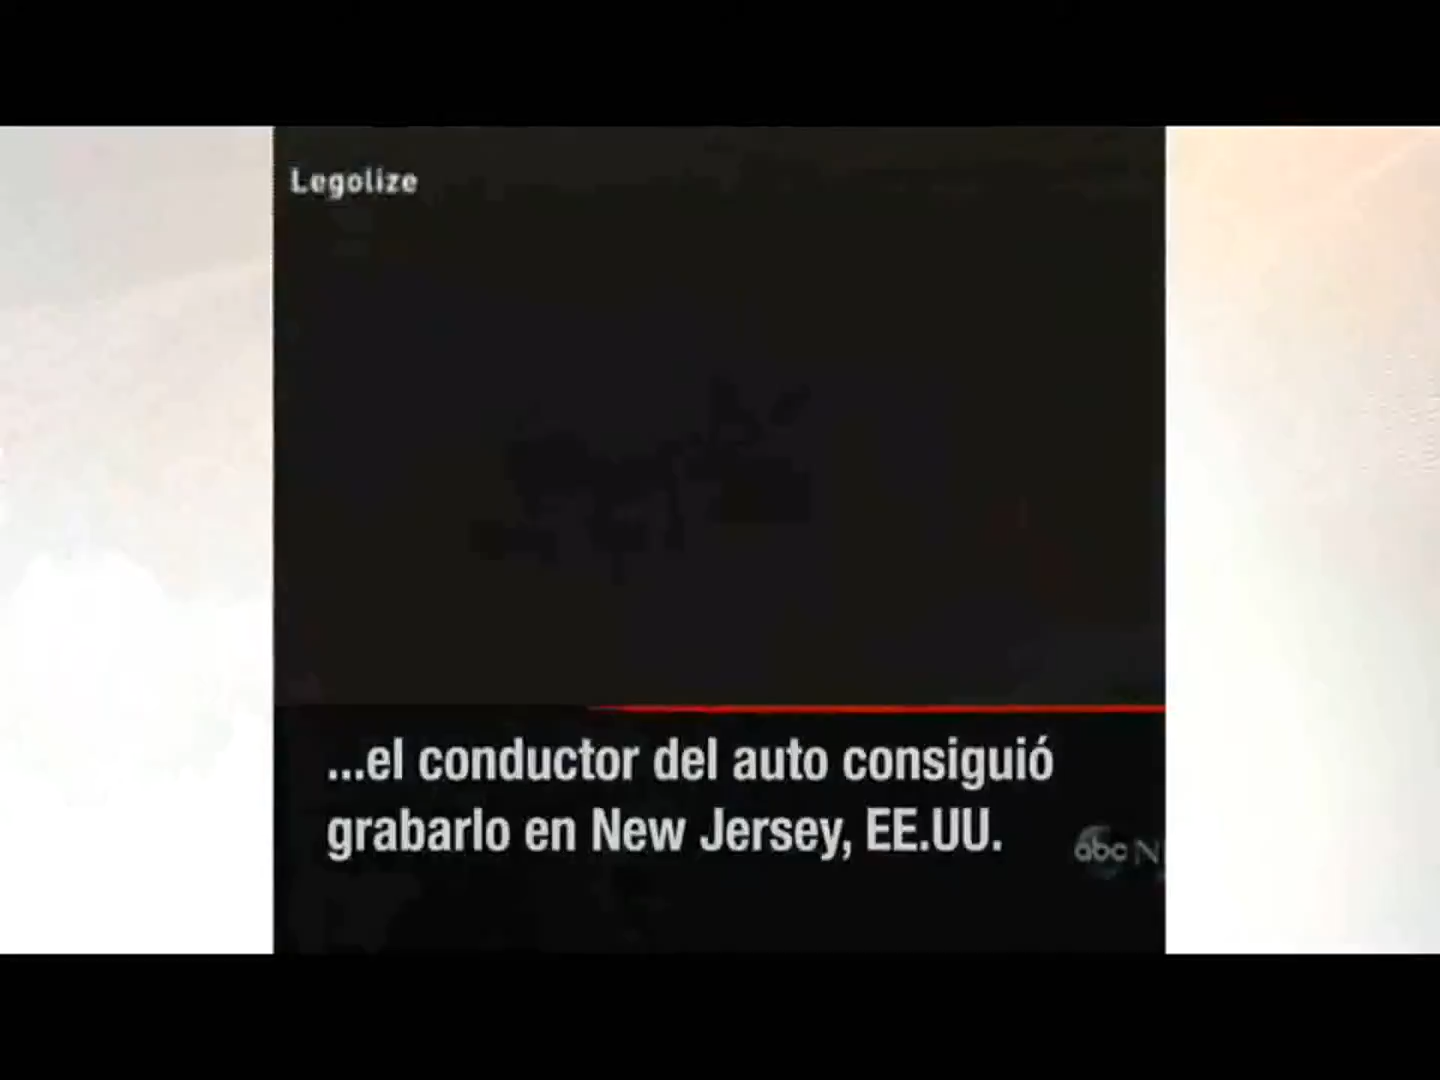 Legolize
...el conductor del auto consiguió
grabarlo en New Jersey, EE.UU.
abc N